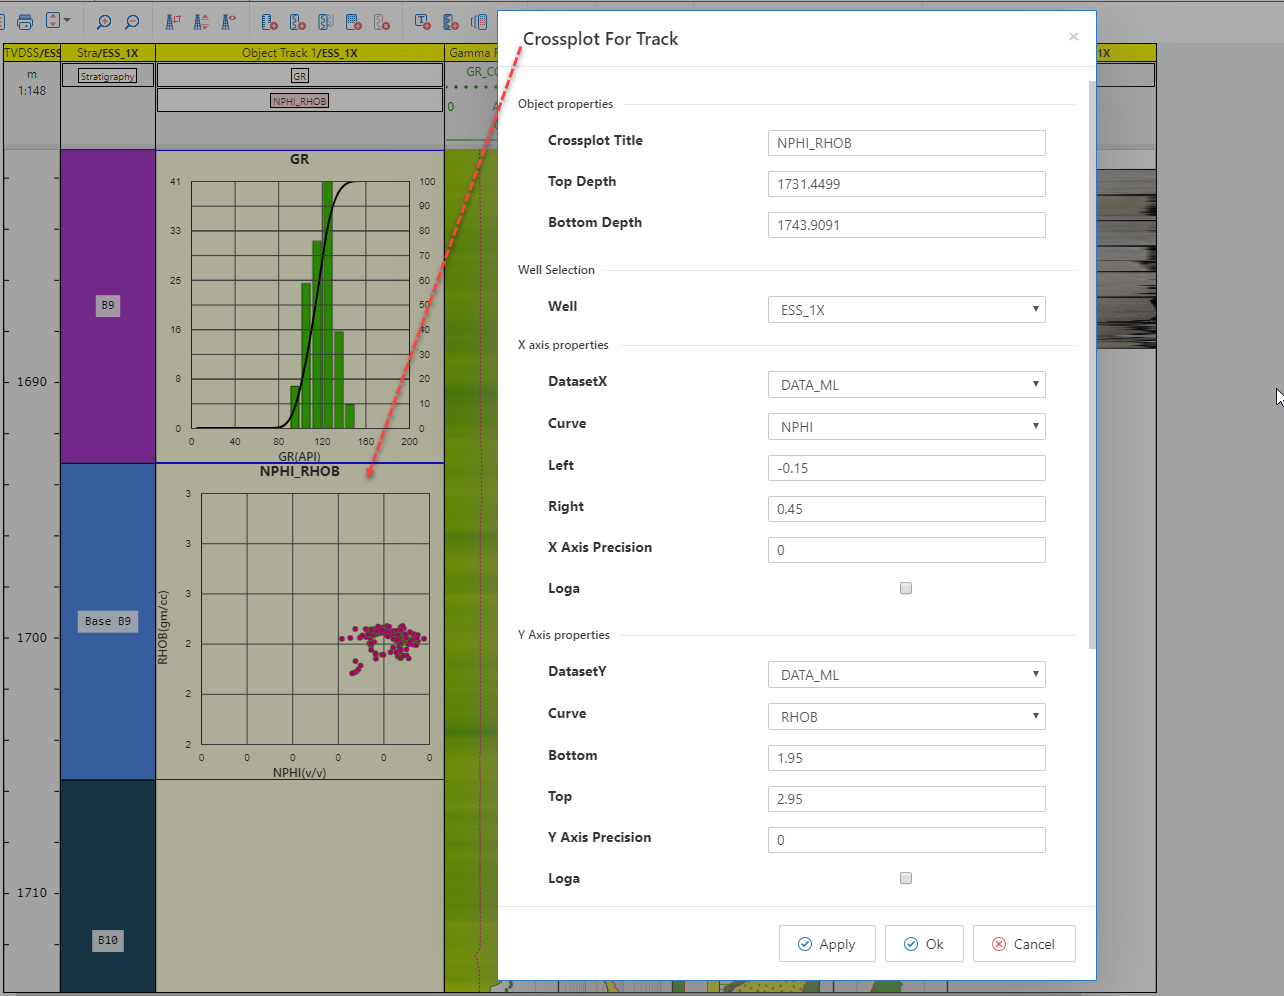 Crossplot For Track
×
TVDSS/ESS
Stra/ESS_1X
Object Track 1/ESS_1X
Gamma
1X
m
1:148
Stratigraphy
GR
NPHI_RHOB
GR_CO
0
Object properties
Crossplot Title
NPHI_RHOB
Top Depth
1731.4499
Bottom Depth
1743.9091
Well Selection
Well
ESS_1X
X axis properties
DatasetX
DATA_ML
Curve
NPHI
Left
-0.15
Right
0.45
X Axis Precision
0
Loga
Y Axis properties
DatasetY
DATA_ML
Curve
RHOB
Bottom
1.95
Top
2.95
Y Axis Precision
0
Loga
Apply
Ok
Cancel
1690
1700
1710
B9
Base B9
B10
GR
41
33
25
16
8
0
100
90
80
70
60
50
40
30
20
10
0
0 40 80 120 160 200
GR(API)
NPHI_RHOB
3
3
3
2
2
2
RHOB(gm/cc)
0 0 0 0 0 0
NPHI(v/v)